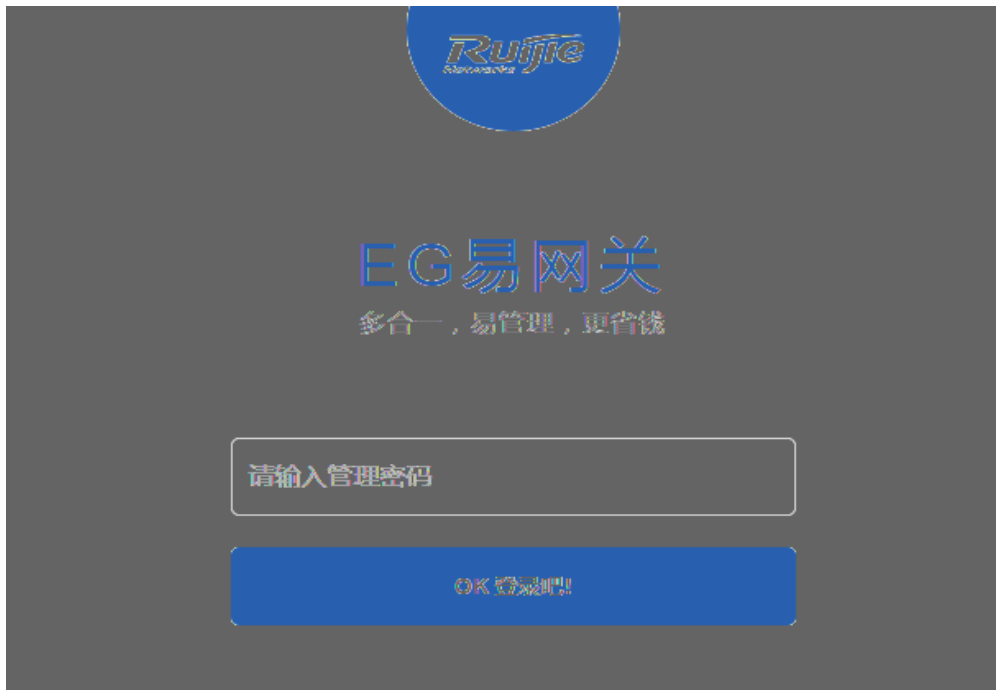 Ruijie
Networks
EG易网关
多合一，易管理，更省钱
请输入管理密码
OK 登录吧!